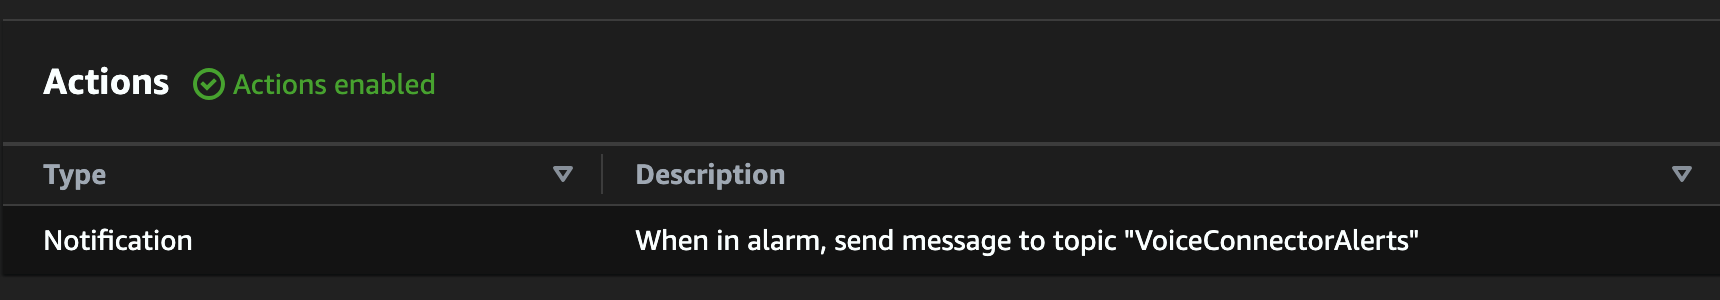 Actions Actions enabled
Type Description
Notification When in alarm, send message to topic "VoiceConnectorAlerts"